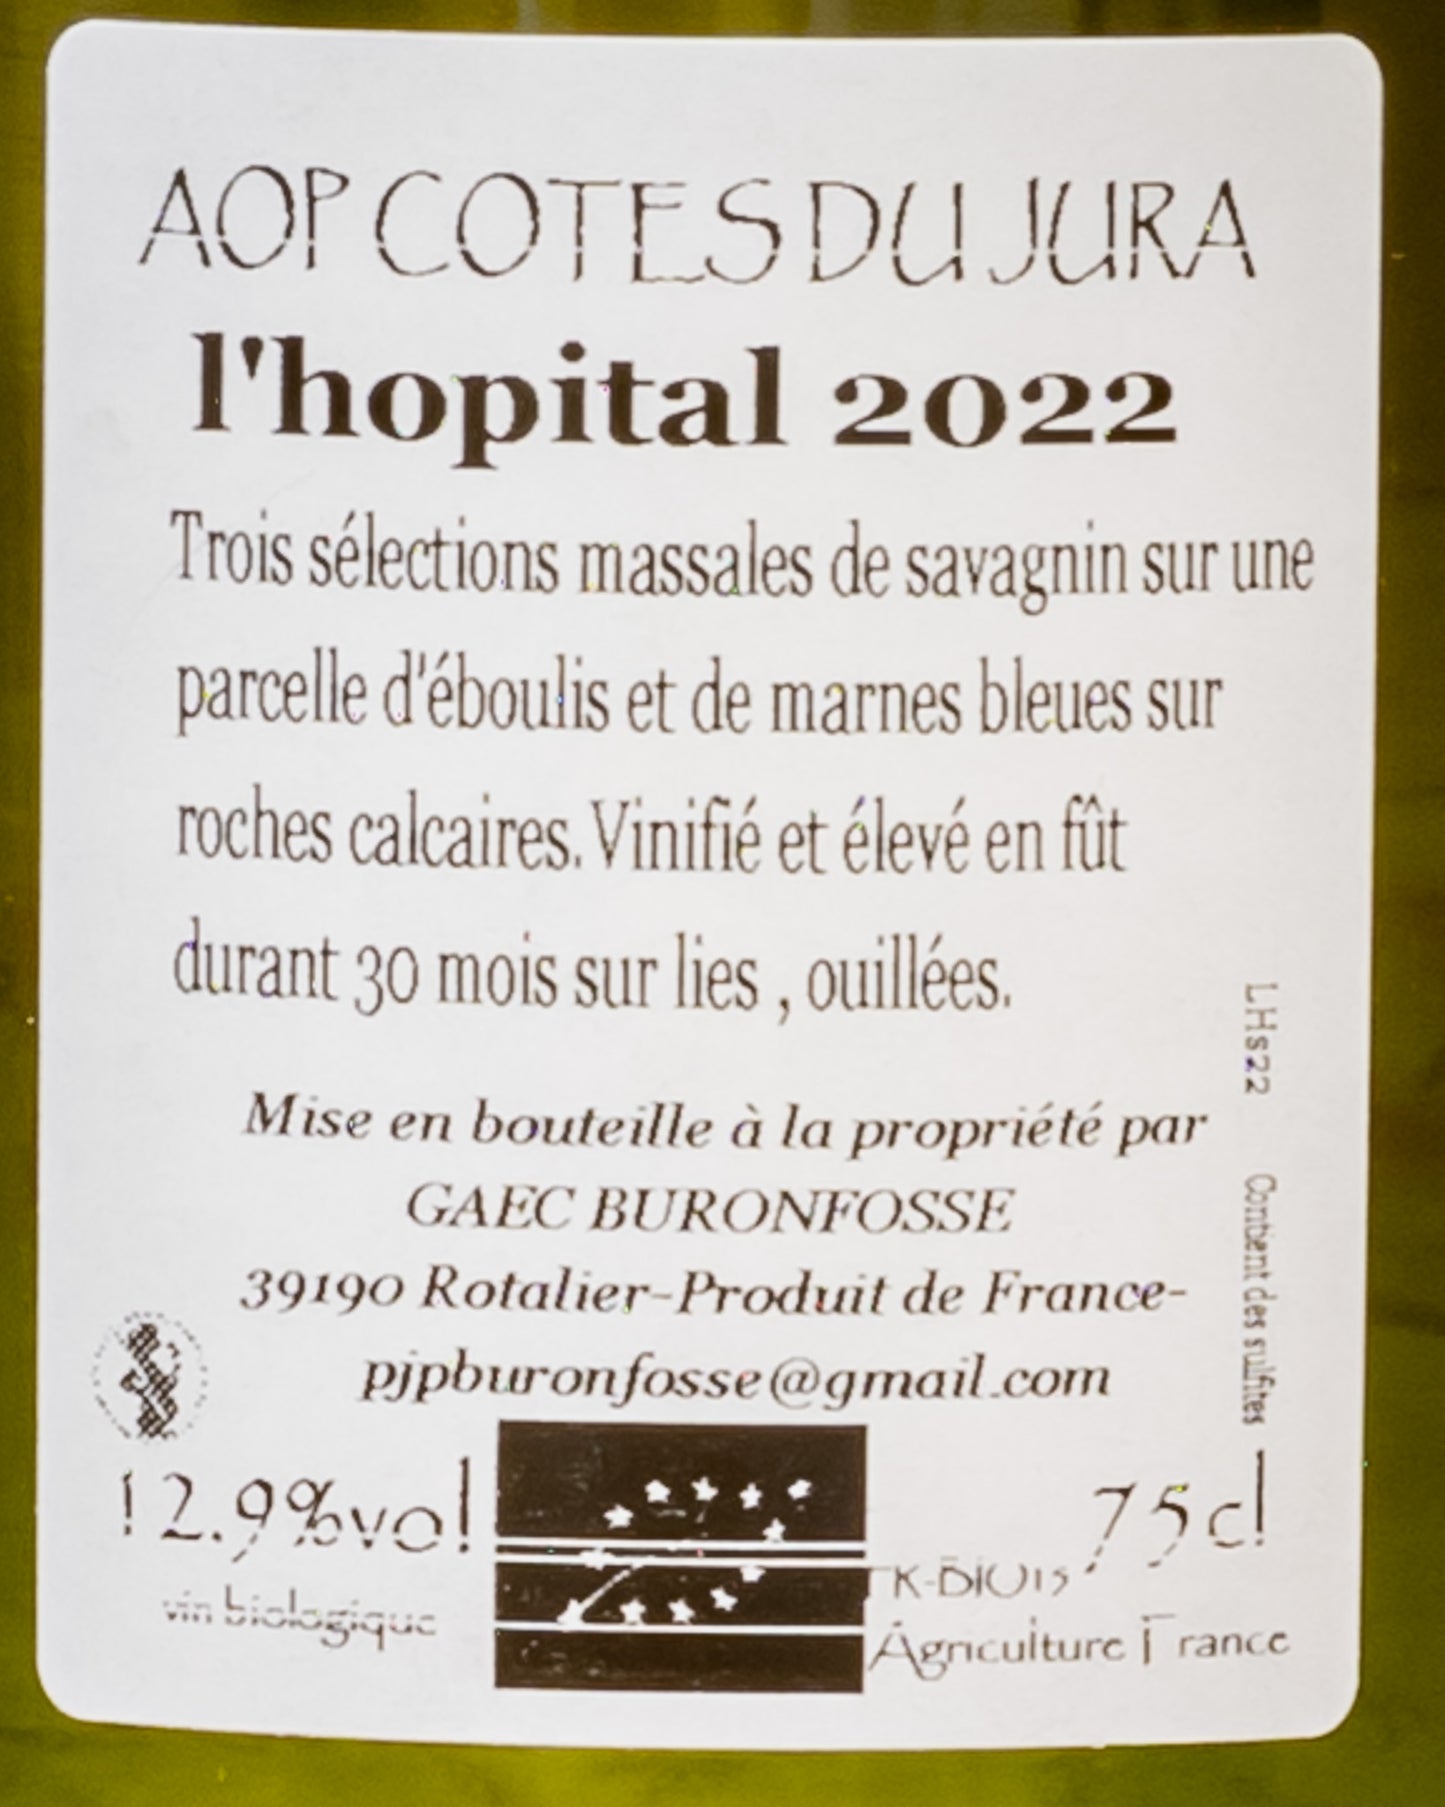 AOP COTES DU JURA
l'hopital 2022
Trois sélections massales de savagnin sur une
parcelle d'éboulis et de marnes bleues sur
roches calcaires. Vinifié et élevé en fût
durant 30 mois sur lies , ouillées.
LHs22 Contient des sulfites
Mise en bouteille à la propriété par
GAEC BURONFOSSE
39190 Rotalier-Produit de France-
pjpburonfosse@gmail.com
12.9%vol
75cl
vin biologique
Agriculture France